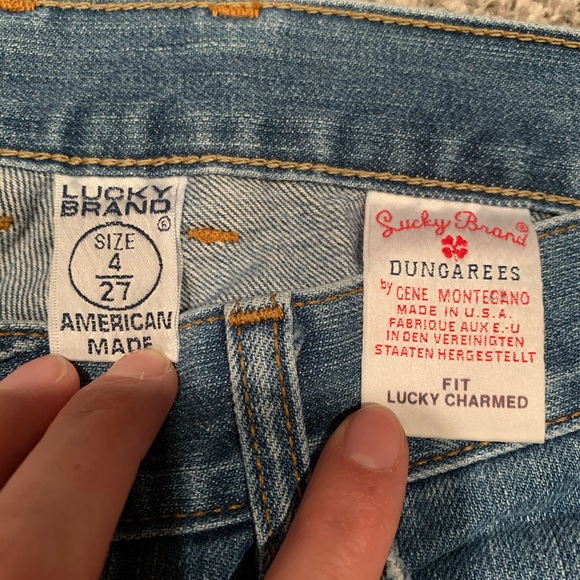 LUCKY
BRAND ®
SIZE
4
27
AMERICAN
MADE
Lucky Brand ®
DUNGAREES
by GENE MONTESANO
MADE IN U.S.A.
FABRIQUE AUX E.-U
IN DEN VEREINIGTEN
STAATEN HERGESTELLT
FIT
LUCKY CHARMED